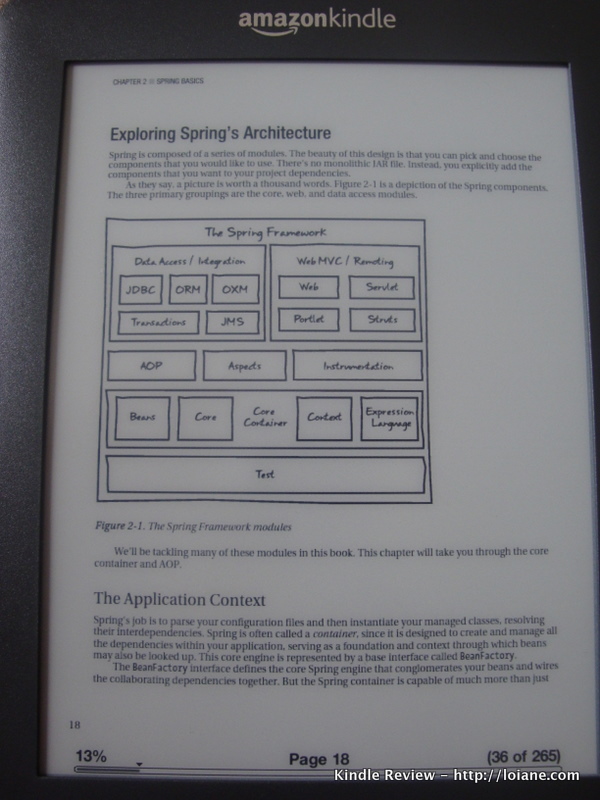 amazonkindle
CHAPTER 2 ■ SPRING BASICS
Exploring Spring's Architecture
Spring is composed of a series of modules. The beauty of this design is that you can pick and choose the
components that you would like to use. There's no monolithic JAR file. Instead, you explicitly add the
components that you want to your project dependencies.
As they say, a picture is worth a thousand words. Figure 2-1 is a depiction of the Spring components.
The three primary groupings are the core, web, and data access modules.
The Spring Framework
Data Access / Integration
JDBC ORM OXM
Transactions JMS
Web MVC / Remoting
Web Servlet
Portlet Struts
AOP Aspects Instrumentation
Beans Core Core Container Context Expression Language
Test
Figure 2-1. The Spring Framework modules
We'll be tackling many of these modules in this book. This chapter will take you through the core
container and AOP.
The Application Context
Spring's job is to parse your configuration files and then instantiate your managed classes, resolving
their interdependencies. Spring is often called a container, since it is designed to create and manage all
the dependencies within your application, serving as a foundation and context through which beans
may also be looked up. This core engine is represented by a base interface called BeanFactory.
The BeanFactory interface defines the core Spring engine that conglomerates your beans and wires
the collaborating dependencies together. But the Spring container is capable of much more than just
18
13% Page 18 (36 of 265)
Kindle Review - http://loiane.com